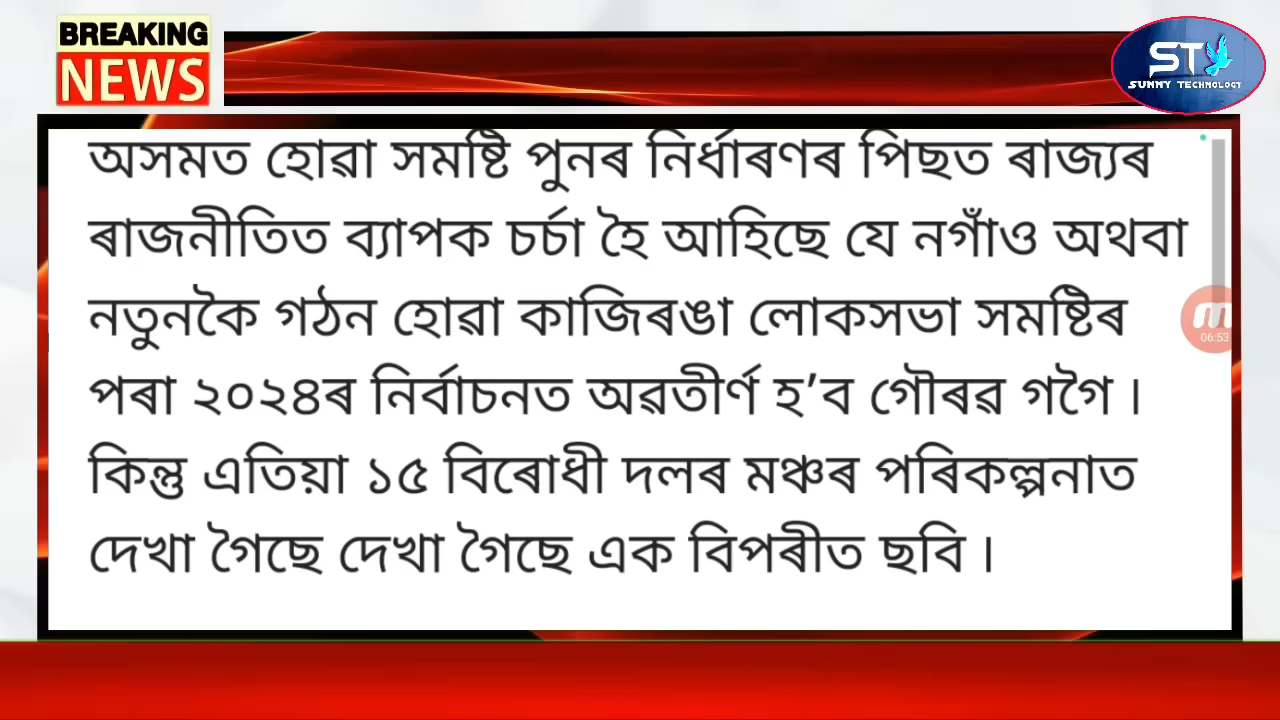 BREAKING
NEWS
ST
SUNNY TECHNOLOGY
অসমত হোৱা সমষ্টি পুনৰ নিৰ্ধাৰণৰ পিছত ৰাজ্যৰ
ৰাজনীতিত ব্যাপক চৰ্চা হৈ আহিছে যে নগাঁও অথবা
নতুনকৈ গঠন হোৱা কাজিৰঙা লোকসভা সমষ্টিৰ
পৰা ২০২৪ৰ নিৰ্বাচনত অৱতীৰ্ণ হ’ব গৌৰৱ গগৈ ।
কিন্তু এতিয়া ১৫ বিৰোধী দলৰ মঞ্চৰ পৰিকল্পনাত
দেখা গৈছে দেখা গৈছে এক বিপৰীত ছবি ।
06:53